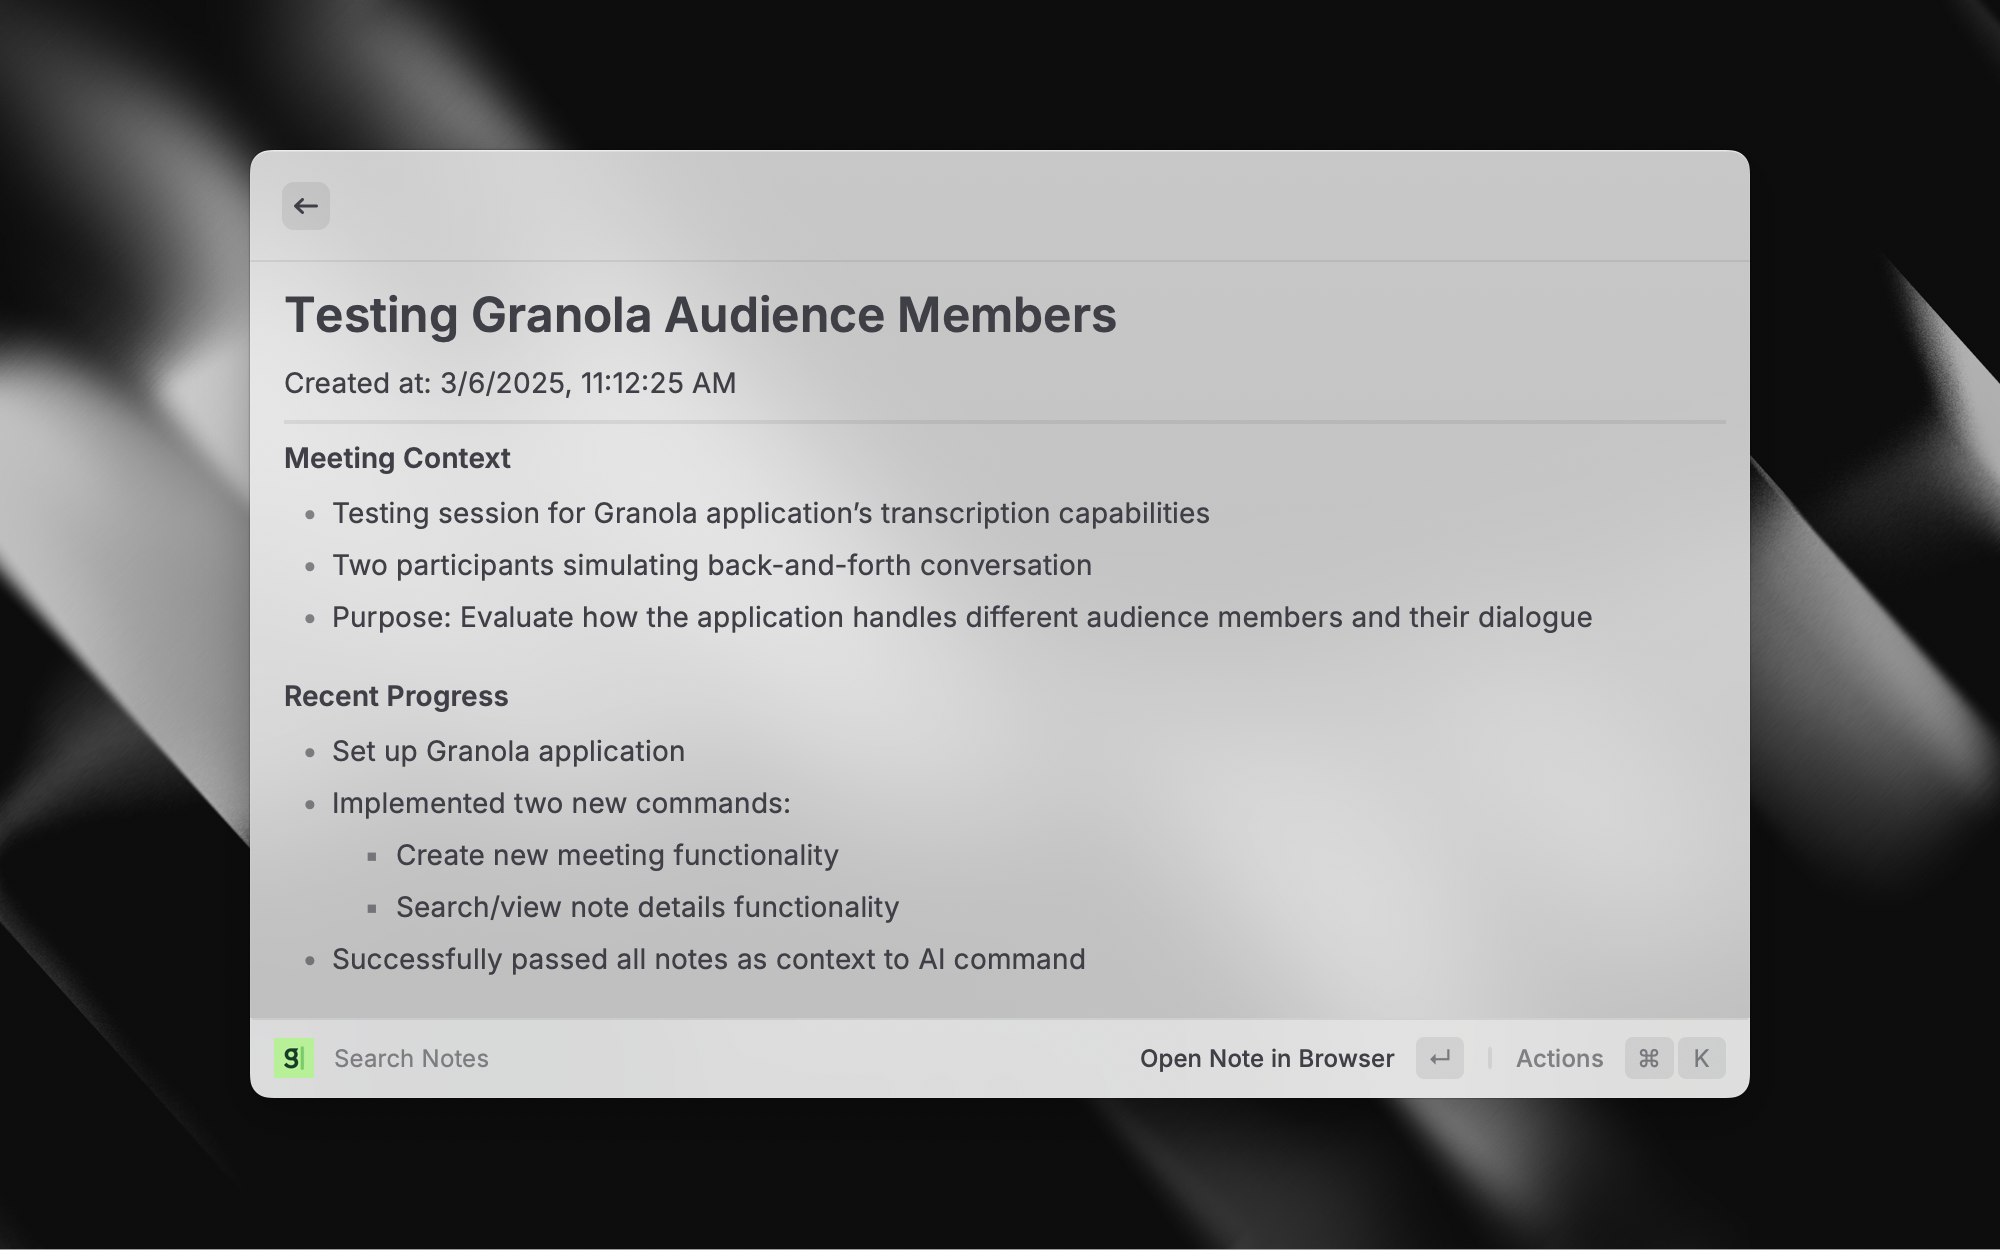 Testing Granola Audience Members
Created at: 3/6/2025, 11:12:25 AM
Meeting Context
• Testing session for Granola application’s transcription capabilities
• Two participants simulating back-and-forth conversation
• Purpose: Evaluate how the application handles different audience members and their dialogue
Recent Progress
• Set up Granola application
• Implemented two new commands:
▪ Create new meeting functionality
▪ Search/view note details functionality
• Successfully passed all notes as context to AI command
g Search Notes Open Note in Browser ↵ | Actions ⌘ K